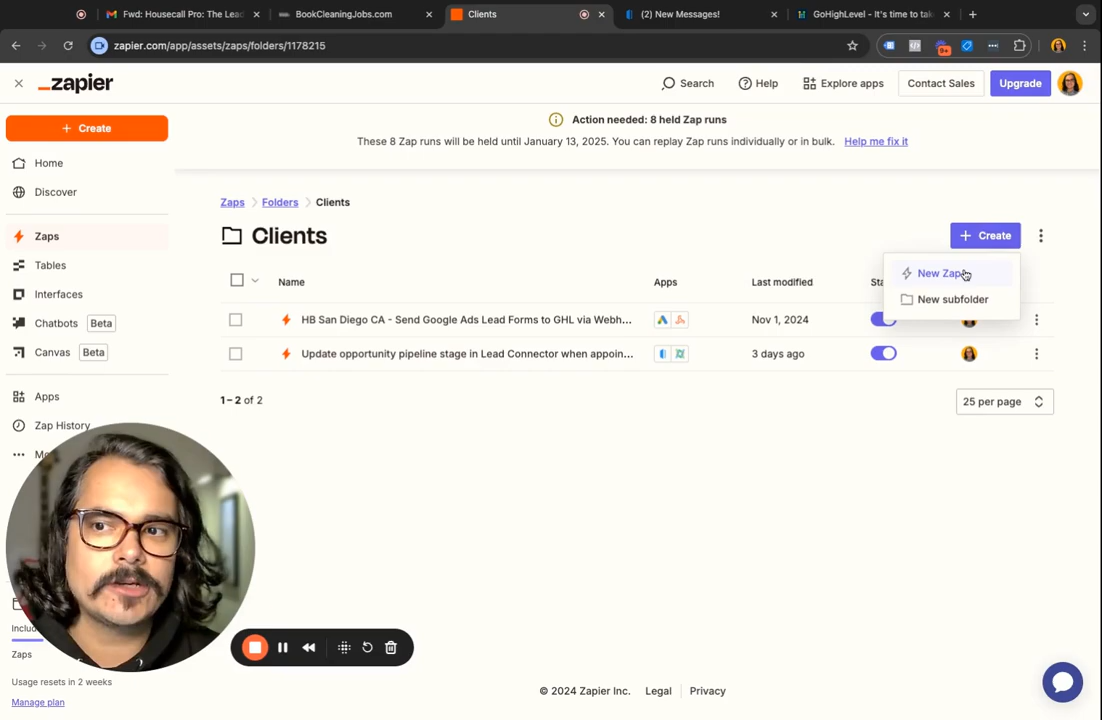 Fwd: Housecall Pro: The Lead
BookCleaningJobs.com
Clients
(2) New Messages!
GoHighLevel - It's time to tak
zapier.com/app/assets/zaps/folders/1178215
9+
zapier
Search
Help
Explore apps
Contact Sales
Upgrade
Create
Home
Discover
Zaps
Tables
Interfaces
Chatbots Beta
Canvas Beta
Apps
Zap History
Zaps
Usage resets in 2 weeks
Manage plan
Action needed: 8 held Zap runs
These 8 Zap runs will be held until January 13, 2025. You can replay Zap runs individually or in bulk. Help me fix it
Zaps > Folders > Clients
Clients
Create
New Zap
New subfolder
Name Apps Last modified
HB San Diego CA - Send Google Ads Lead Forms to GHL via Webh... Nov 1, 2024
Update opportunity pipeline stage in Lead Connector when appoin... 3 days ago
1 – 2 of 2
25 per page
© 2024 Zapier Inc. Legal Privacy